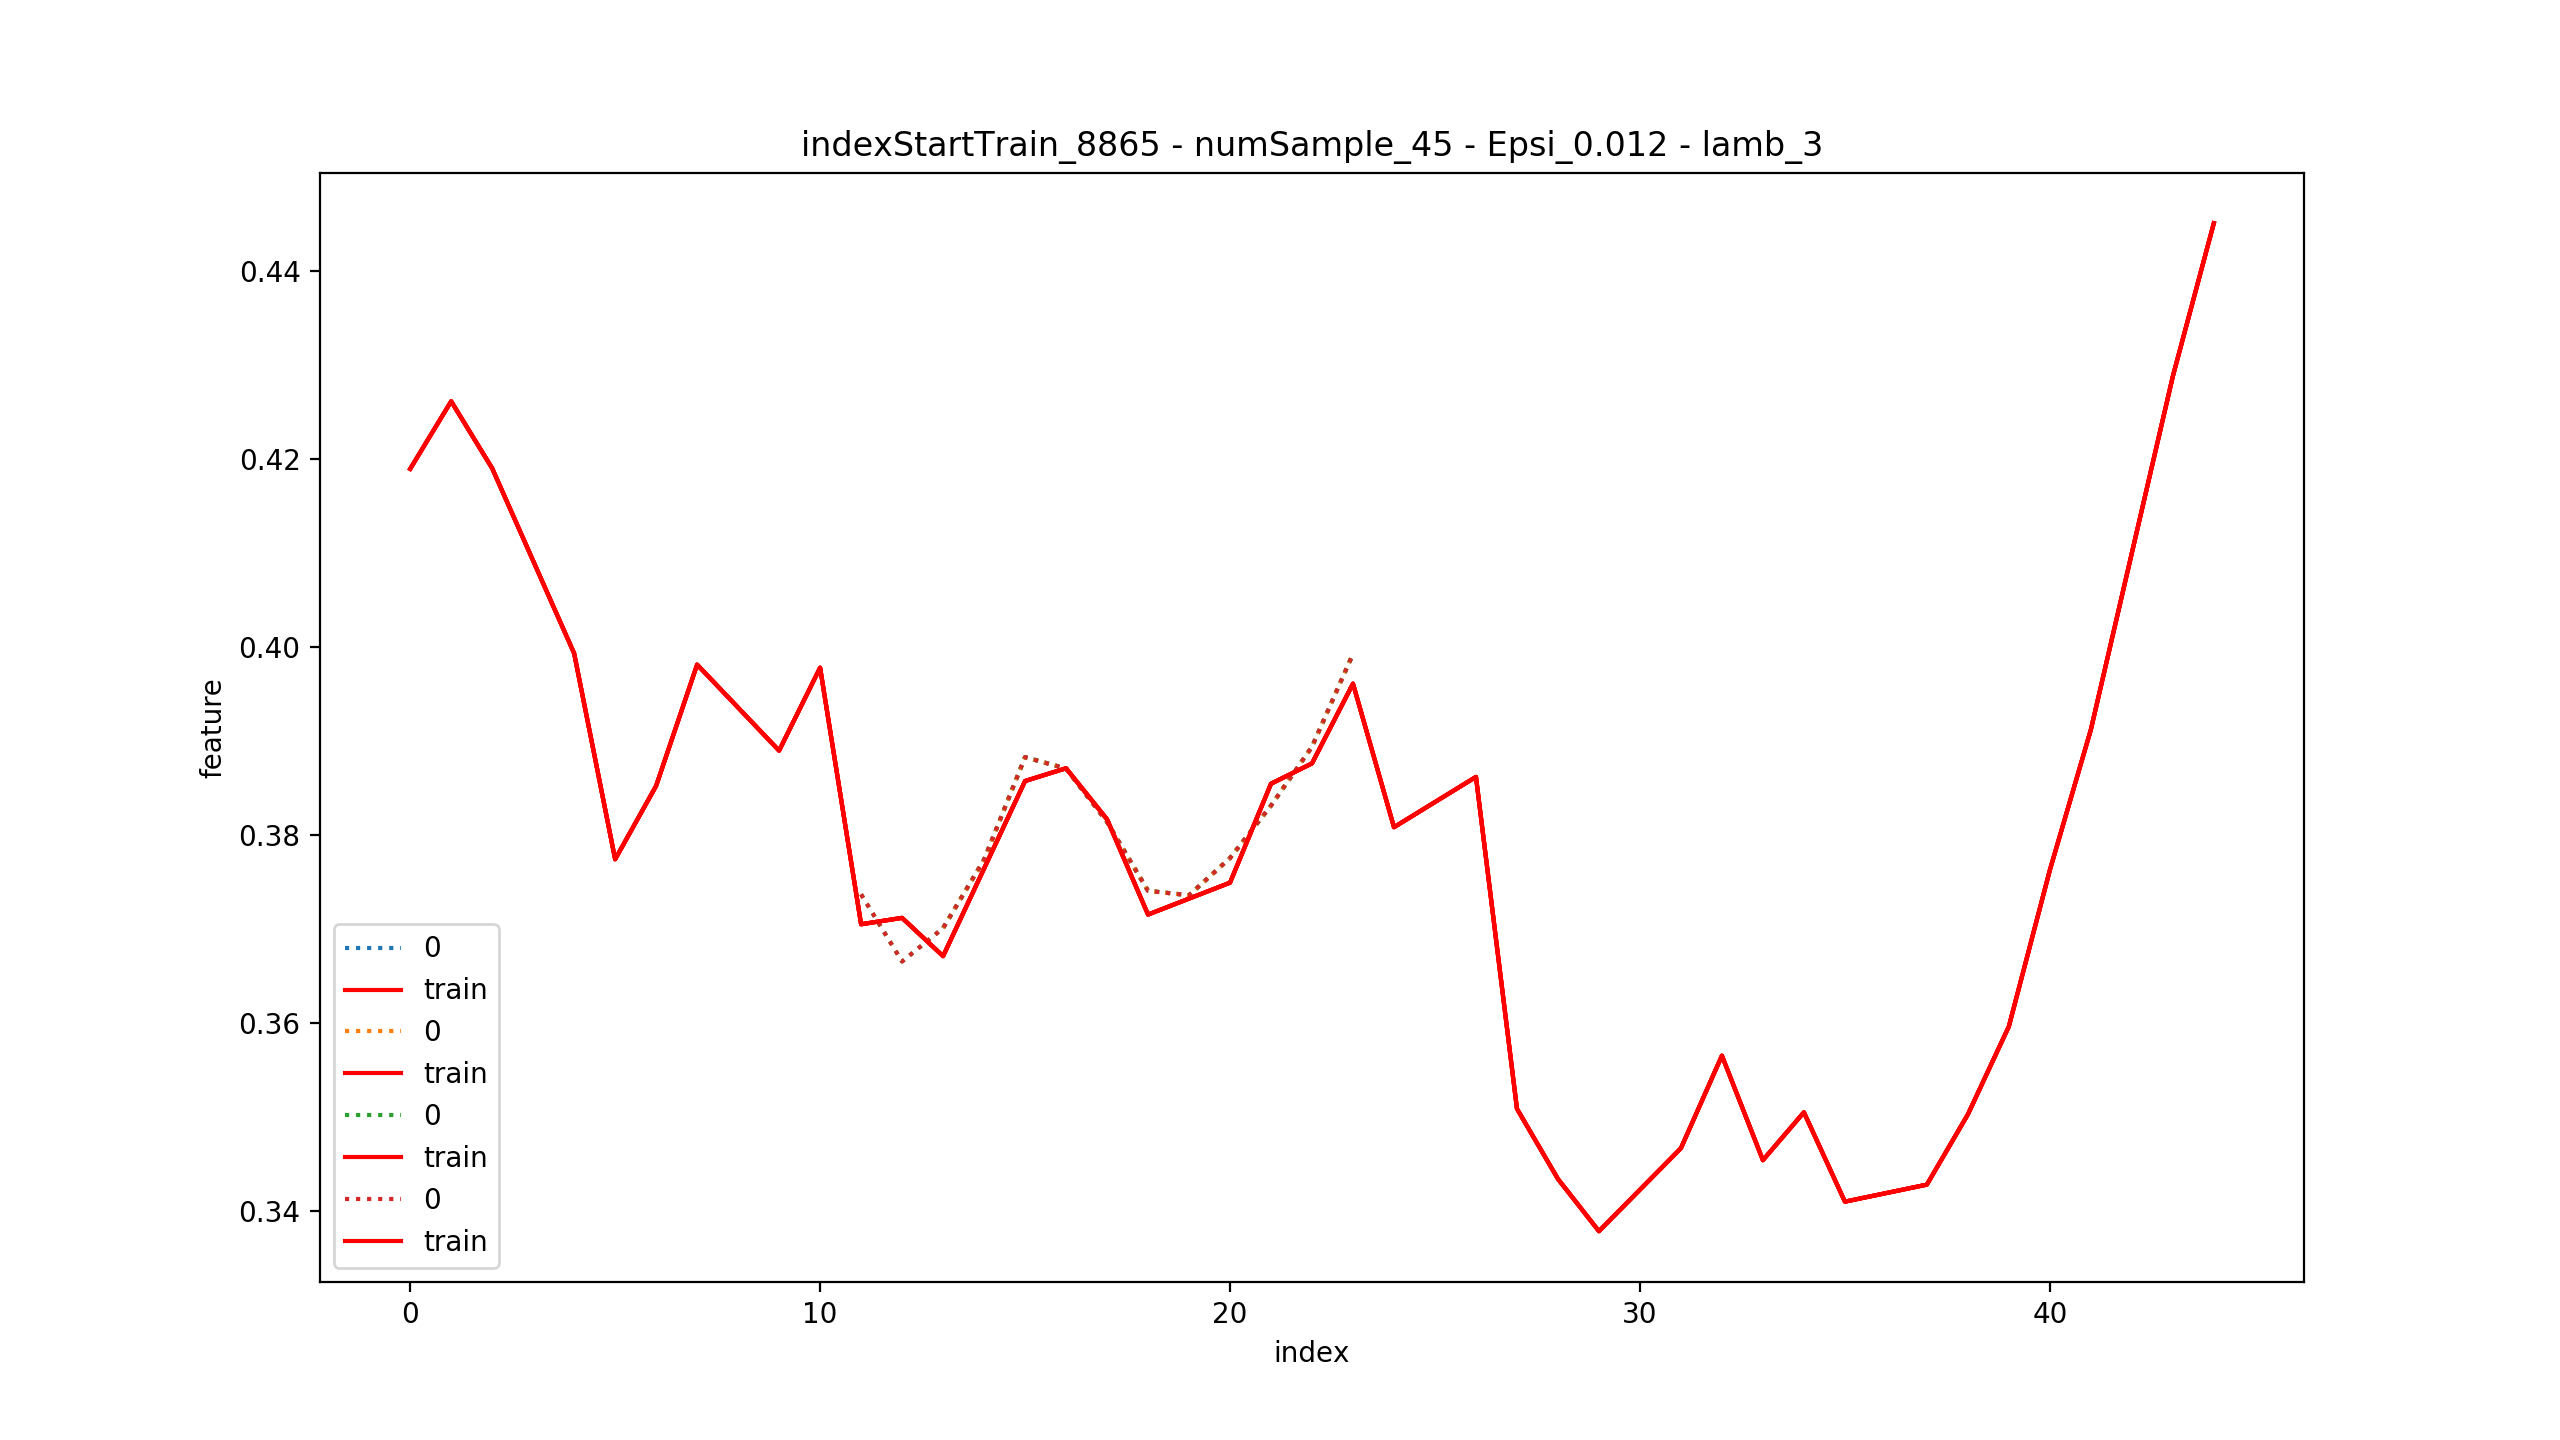 indexStartTrain_8865 - numSample_45 - Epsi_0.012 - lamb_3
0.44
0.42
0.40
0.38
0.36
0.34
feature
0
train
0
train
0
train
0
train
0 10 20 30 40
index